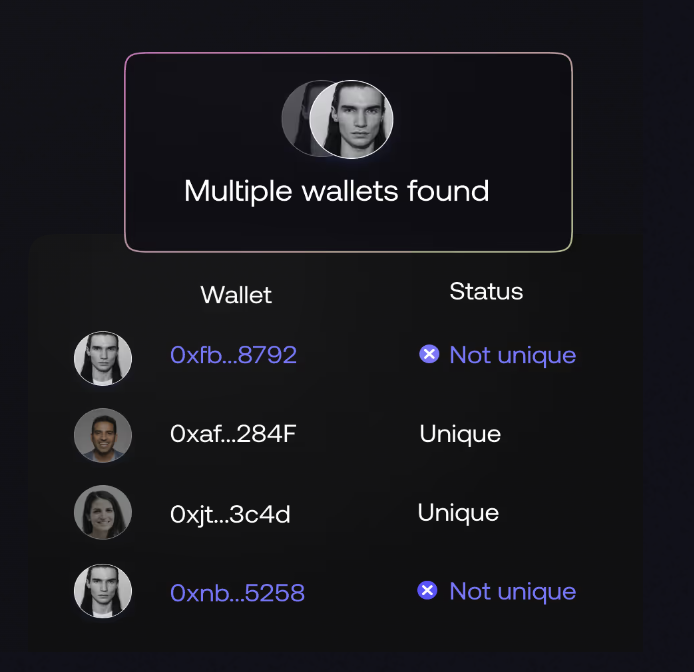 Multiple wallets found
Wallet Status
0xfb...8792 Not unique
0xaf...284F Unique
0xjt...3c4d Unique
0xnb...5258 Not unique